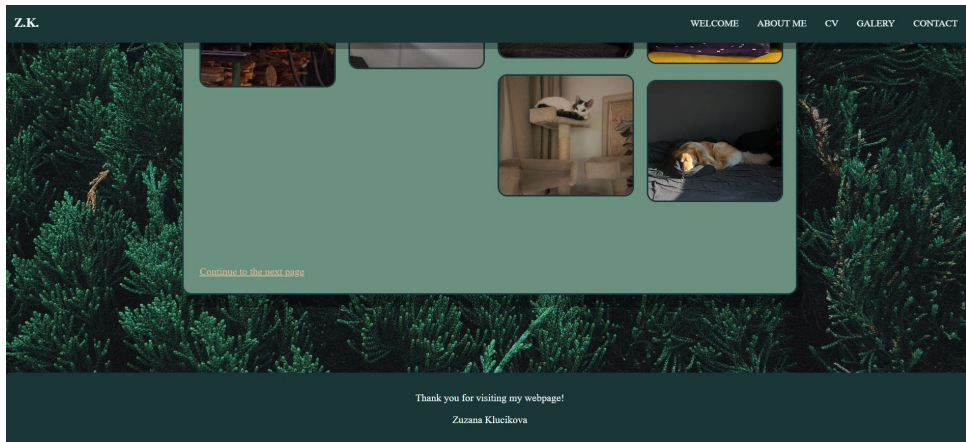 Z.K.
WELCOME ABOUT ME CV GALERY CONTACT
Continue to the next page
Thank you for visiting my webpage!
Zuzana Klucikova